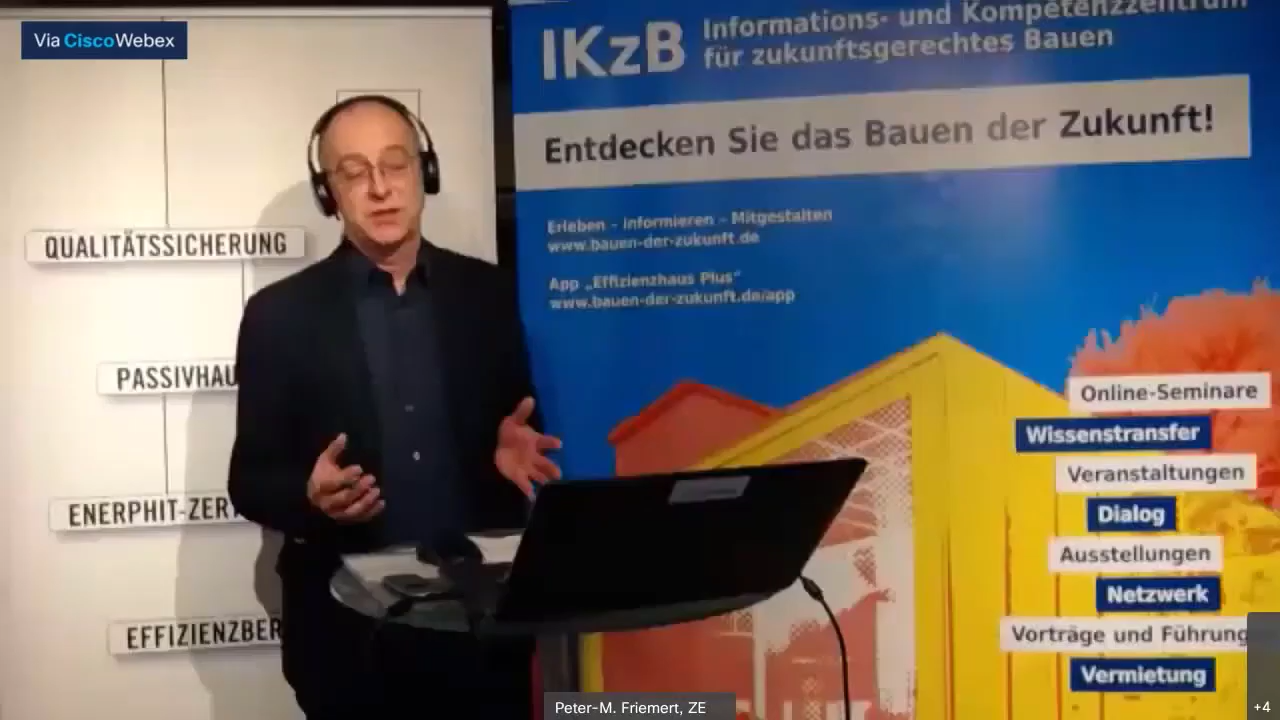 Via CiscoWebex
IKzB
Informations- und Kompetenzzentrum
für zukunftsgerechtes Bauen
Entdecken Sie das Bauen der Zukunft!
Erleben – informieren – Mitgestalten
www.bauen-der-zukunft.de
App „Effizienzhaus Plus“
www.bauen-der-zukunft.de/app
QUALITÄTSSICHERUNG
PASSIVHAU
ENERPHIT-ZERT
EFFIZIENZBER
Online-Seminare
Wissenstransfer
Veranstaltungen
Dialog
Ausstellungen
Netzwerk
Vorträge und Führung
Vermietung
Peter-M. Friemert, ZE
+4